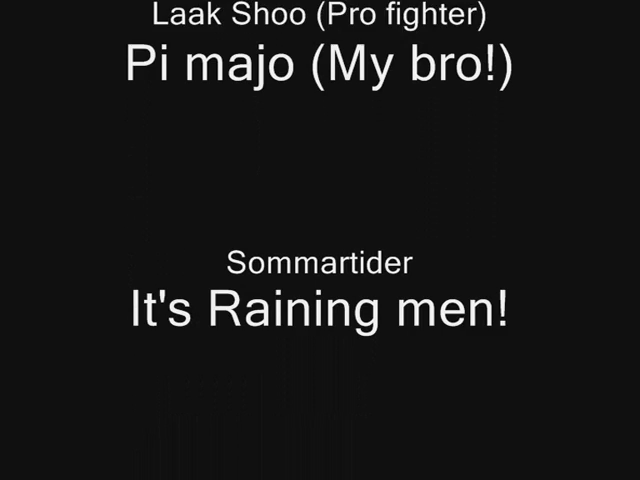 Laak Shoo (Pro fighter)
Pi majo (My bro!)
Sommartider
It's Raining men!